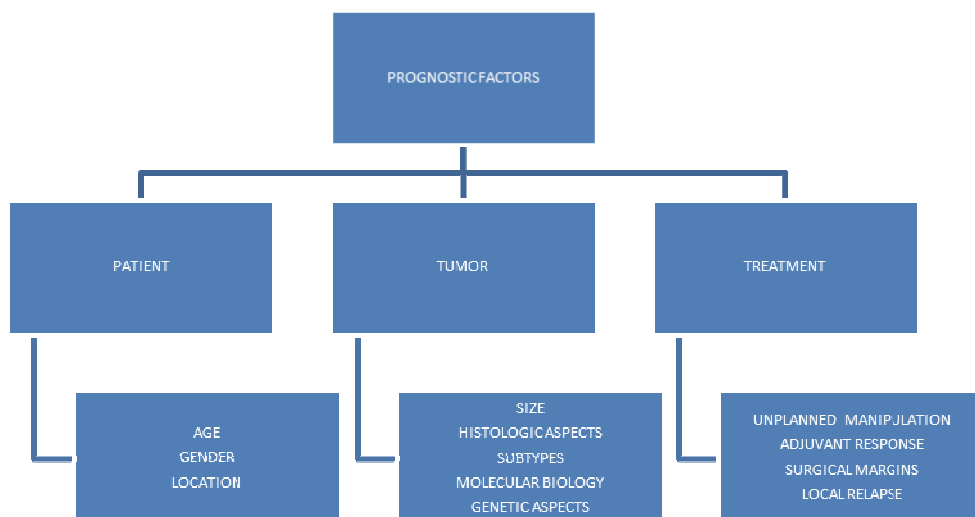 PROGNOSTIC FACTORS
PATIENT
TUMOR
TREATMENT
AGE
GENDER
LOCATION
SIZE
HISTOLOGIC ASPECTS
SUBTYPES
MOLECULAR BIOLOGY
GENETIC ASPECTS
UNPLANNED MANIPULATION
ADJUVANT RESPONSE
SURGICAL MARGINS
LOCAL RELAPSE